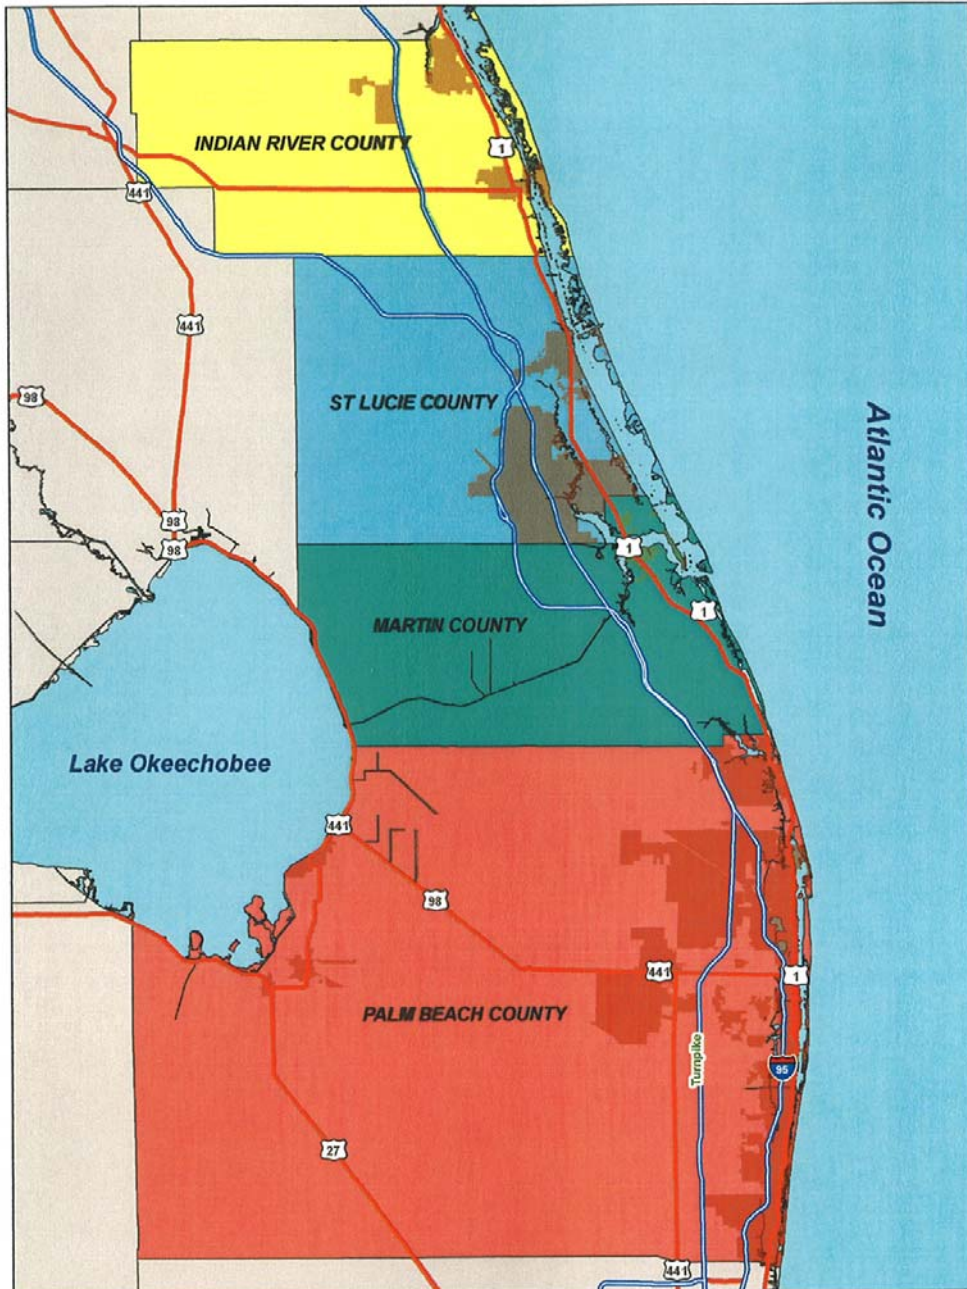 INDIAN RIVER COUNTY
1
441
441
98
ST LUCIE COUNTY
Atlantic Ocean
98
98
1
1
MARTIN COUNTY
Lake Okeechobee
441
98
441
1
PALM BEACH COUNTY
Turnpike
95
27
441